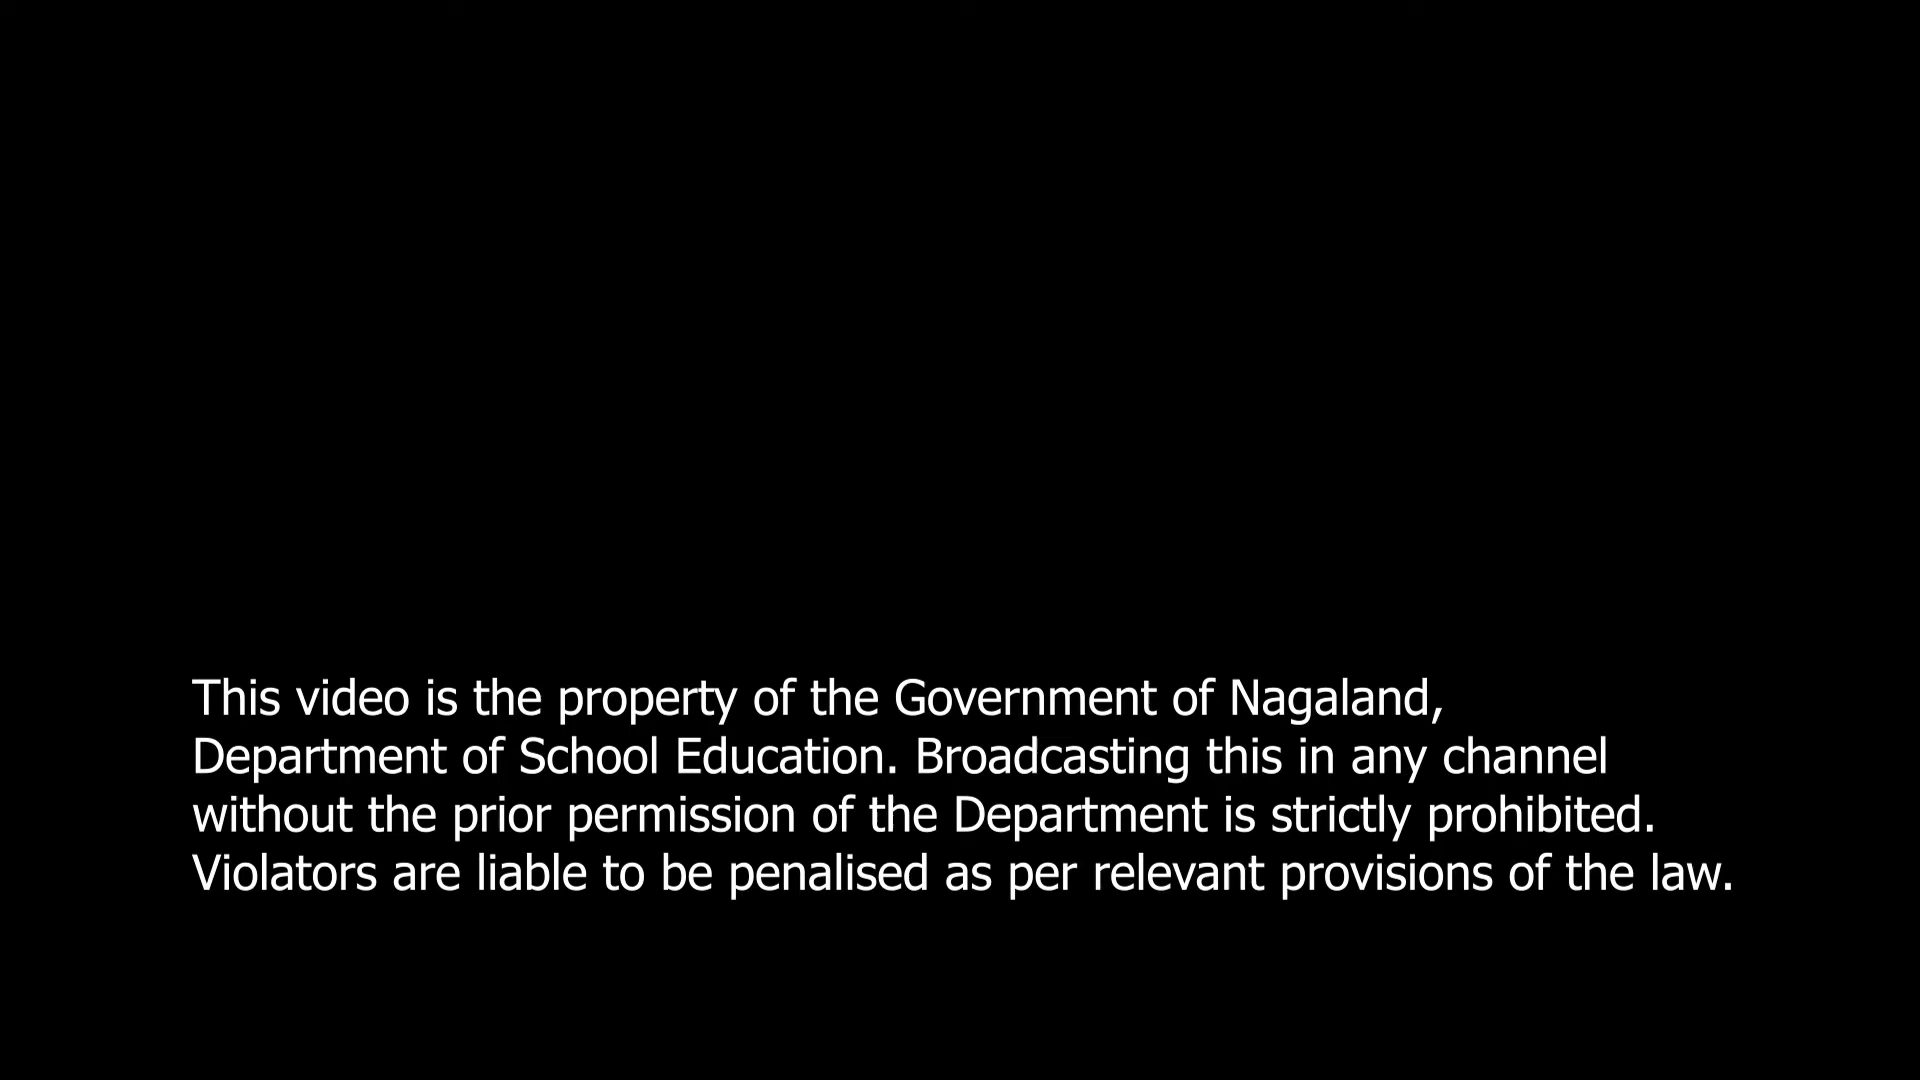 This video is the property of the Government of Nagaland,
Department of School Education. Broadcasting this in any channel
without the prior permission of the Department is strictly prohibited.
Violators are liable to be penalised as per relevant provisions of the law.